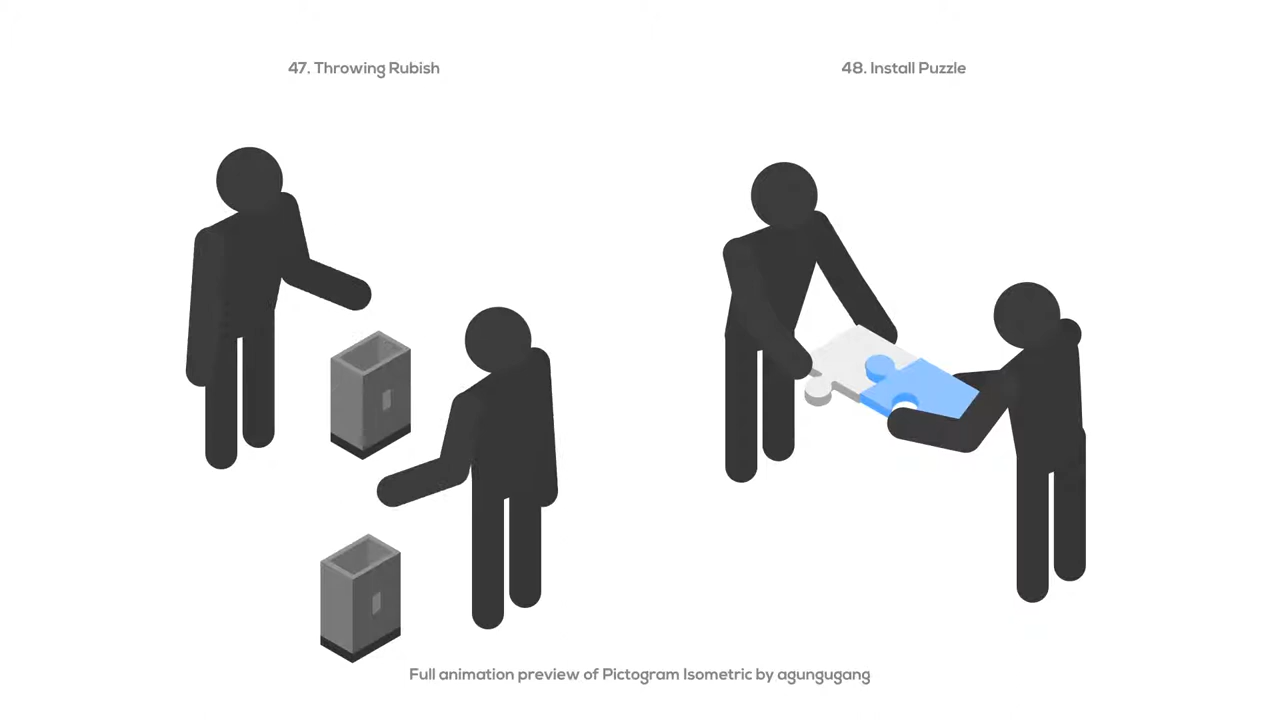 47. Throwing Rubish
48. Install Puzzle
Full animation preview of Pictogram Isometric by agungugang